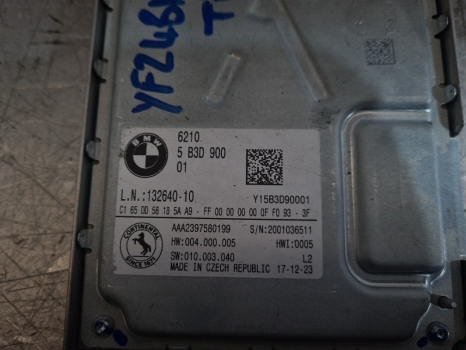 YF24B
T
BMW
6210
5 B3D 900
01
L.N.:132640-10
Y15B3D90001
C1 65 DD 58 18 5A A9 - FF 00 00 00 00 0F F0 93 - 3F
AAA2397580199
S/N:2001036511
CONTINENTAL
SINCE 1871
HW:004.000.005
HWI:0005
SW:010.003.040
L2
MADE IN CZECH REPUBLIC 17-12-23